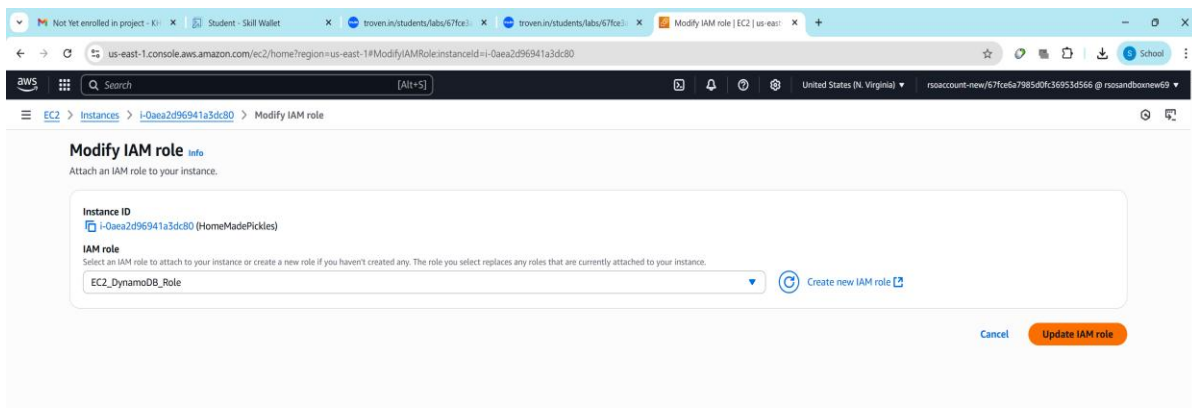 Not Yet enrolled in project - KH
Student - Skill Wallet
troven.in/students/labs/67fce3
troven.in/students/labs/67fce3
Modify IAM role | EC2 | us-east-
us-east-1.console.aws.amazon.com/ec2/home?region=us-east-1#ModifyIAMRole:instanceId=i-0aea2d96941a3dc80
S School
aws
Search [Alt+S]
United States (N. Virginia)
rsoaccount-new/67fce6a7985d0fc36953d566 @ rsosandboxnew69
EC2 > Instances > i-0aea2d96941a3dc80 > Modify IAM role
Modify IAM role Info
Attach an IAM role to your instance.
Instance ID
i-0aea2d96941a3dc80 (HomeMadePickles)
IAM role
Select an IAM role to attach to your instance or create a new role if you haven't created any. The role you select replaces any roles that are currently attached to your instance.
EC2_DynamoDB_Role
Create new IAM role
Cancel
Update IAM role